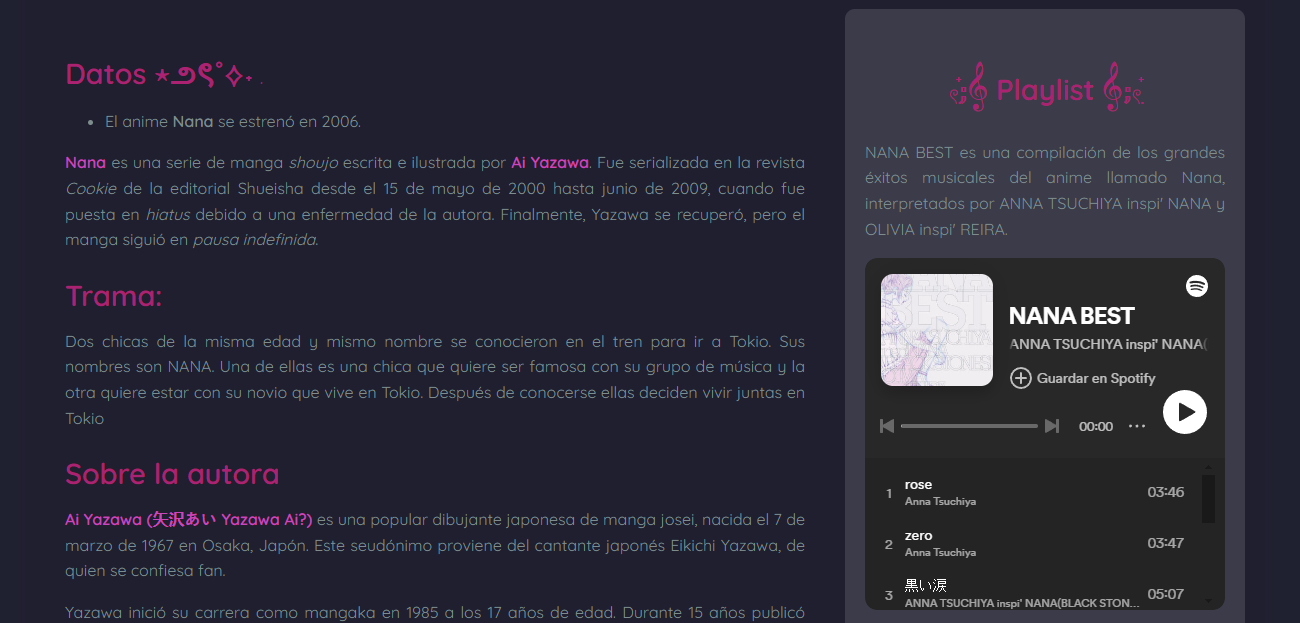 Datos ⋆౨ৎ˚⟡˖ .
• El anime Nana se estrenó en 2006.
Nana es una serie de manga shoujo escrita e ilustrada por Ai Yazawa. Fue serializada en la revista
Cookie de la editorial Shueisha desde el 15 de mayo de 2000 hasta junio de 2009, cuando fue
puesta en hiatus debido a una enfermedad de la autora. Finalmente, Yazawa se recuperó, pero el
manga siguió en pausa indefinida.
Trama:
Dos chicas de la misma edad y mismo nombre se conocieron en el tren para ir a Tokio. Sus
nombres son NANA. Una de ellas es una chica que quiere ser famosa con su grupo de música y la
otra quiere estar con su novio que vive en Tokio. Después de conocerse ellas deciden vivir juntas en
Tokio
Sobre la autora
Ai Yazawa (矢沢あい Yazawa Ai?) es una popular dibujante japonesa de manga josei, nacida el 7 de
marzo de 1967 en Osaka, Japón. Este seudónimo proviene del cantante japonés Eikichi Yazawa, de
quien se confiesa fan.
Yazawa inició su carrera como mangaka en 1985 a los 17 años de edad. Durante 15 años publicó
Playlist
NANA BEST es una compilación de los grandes
éxitos musicales del anime llamado Nana,
interpretados por ANNA TSUCHIYA inspi' NANA y
OLIVIA inspi' REIRA.
NANA BEST
ANNA TSUCHIYA inspi' NANA(
Guardar en Spotify
00:00
1 rose 03:46
Anna Tsuchiya
2 zero 03:47
Anna Tsuchiya
3 黒い涙 05:07
ANNA TSUCHIYA inspi' NANA(BLACK STON...